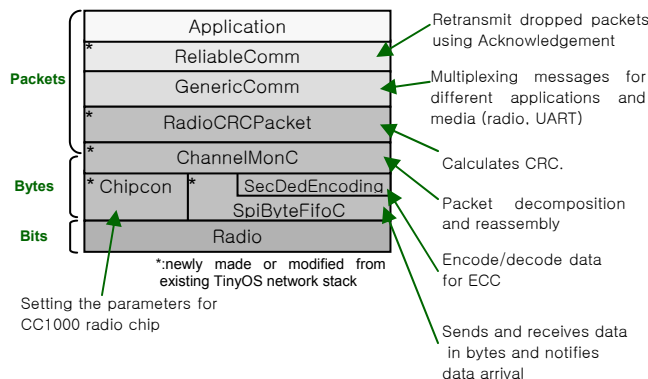 Application
* ReliableComm
GenericComm
* RadioCRCPacket
* ChannelMonC
* Chipcon
*
SecDedEncoding
SpiByteFifoC
Radio
Packets
Bytes
Bits
*:newly made or modified from
existing TinyOS network stack
Setting the parameters for
CC1000 radio chip
Retransmit dropped packets
using Acknowledgement
Multiplexing messages for
different applications and
media (radio, UART)
Calculates CRC.
Packet decomposition
and reassembly
Encode/decode data
for ECC
Sends and receives data
in bytes and notifies
data arrival